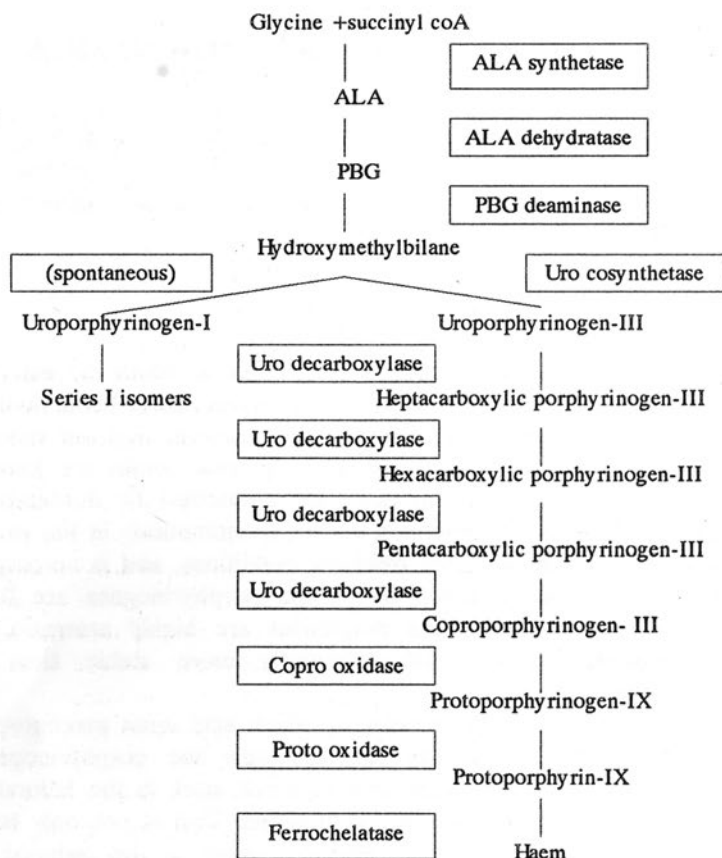 Glycine +succinyl coA
ALA synthetase
ALA
ALA dehydratase
PBG
PBG deaminase
Hydroxymethylbilane
(spontaneous)
Uro cosynthetase
Uroporphyrinogen-I
Uroporphyrinogen-III
Uro decarboxylase
Series I isomers
Heptacarboxylic porphyrinogen-III
Uro decarboxylase
Hexacarboxylic porphyrinogen-III
Uro decarboxylase
Pentacarboxylic porphyrinogen-III
Uro decarboxylase
Coproporphyrinogen- III
Copro oxidase
Protoporphyrinogen-IX
Proto oxidase
Protoporphyrin-IX
Ferrochelatase
Haem